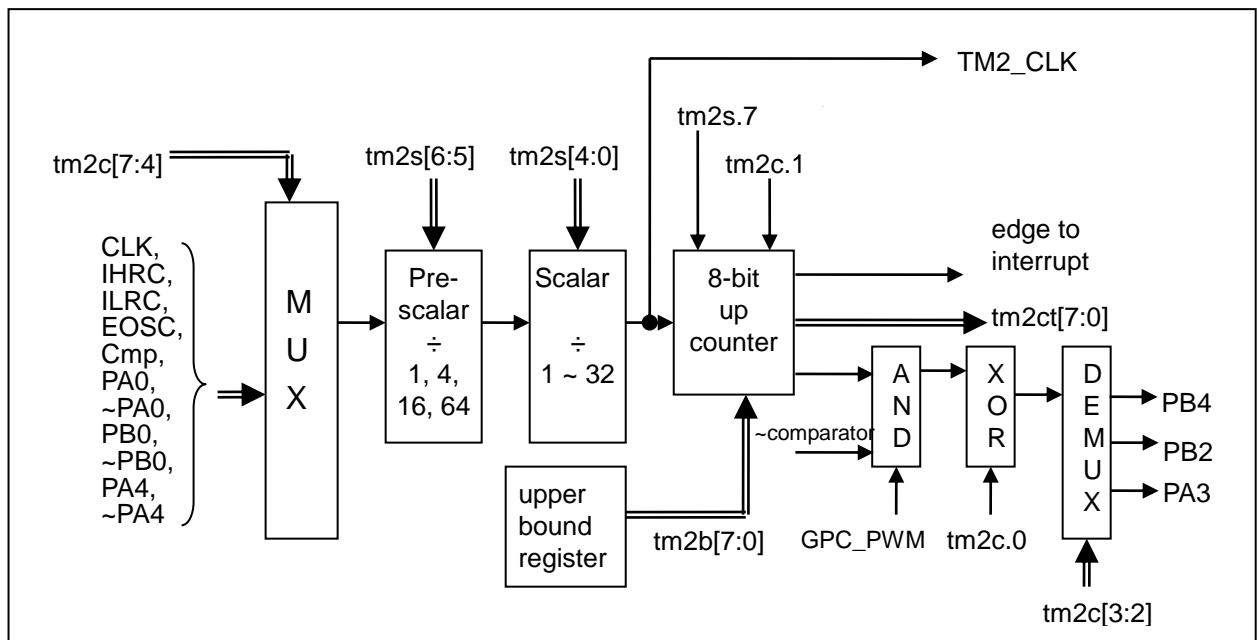 TM2_CLK
tm2s.7
tm2c[7:4]
tm2s[6:5]
tm2s[4:0]
tm2c.1
CLK,
IHRC,
ILRC,
EOSC,
Cmp,
PA0,
~PA0,
PB0,
~PB0,
PA4,
~PA4
M
U
X
Pre-
scalar
÷
1, 4,
16, 64
Scalar
÷
1 ~ 32
8-bit
up
counter
edge to
interrupt
tm2ct[7:0]
~comparator
A
N
D
X
O
R
D
E
M
U
X
PB4
PB2
PA3
upper
bound
register
tm2b[7:0]
GPC_PWM
tm2c.0
tm2c[3:2]